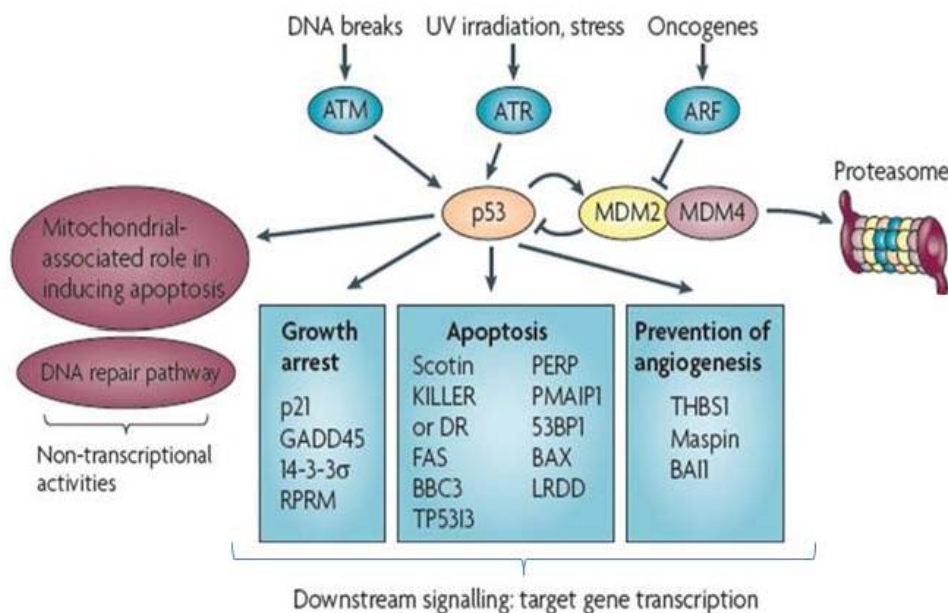 DNA breaks
UV irradiation, stress
Oncogenes
ATM
ATR
ARF
Proteasome
p53
MDM2
MDM4
Mitochondrial-
associated role in
inducing apoptosis
DNA repair pathway
Non-transcriptional
activities
Growth
arrest
p21
GADD45
14-3-3σ
RPRM
Apoptosis
Scotin
KILLER
or DR
FAS
BBC3
TP53I3
PERP
PMAIP1
53BP1
BAX
LRDD
Prevention of
angiogenesis
THBS1
Maspin
BAI1
Downstream signalling: target gene transcription